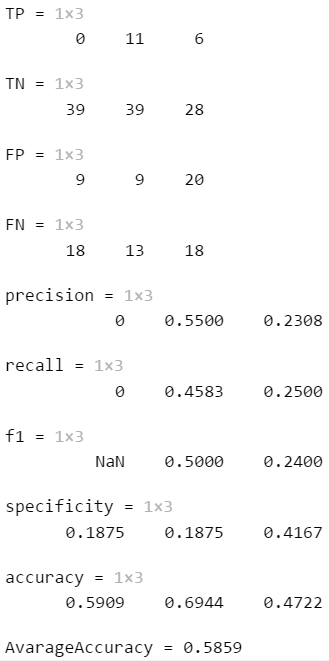 TP = 1×3
0 11 6
TN = 1×3
39 39 28
FP = 1×3
9 9 20
FN = 1×3
18 13 18
precision = 1×3
0 0.5500 0.2308
recall = 1×3
0 0.4583 0.2500
f1 = 1×3
NaN 0.5000 0.2400
specificity = 1×3
0.1875 0.1875 0.4167
accuracy = 1×3
0.5909 0.6944 0.4722
AvarageAccuracy = 0.5859